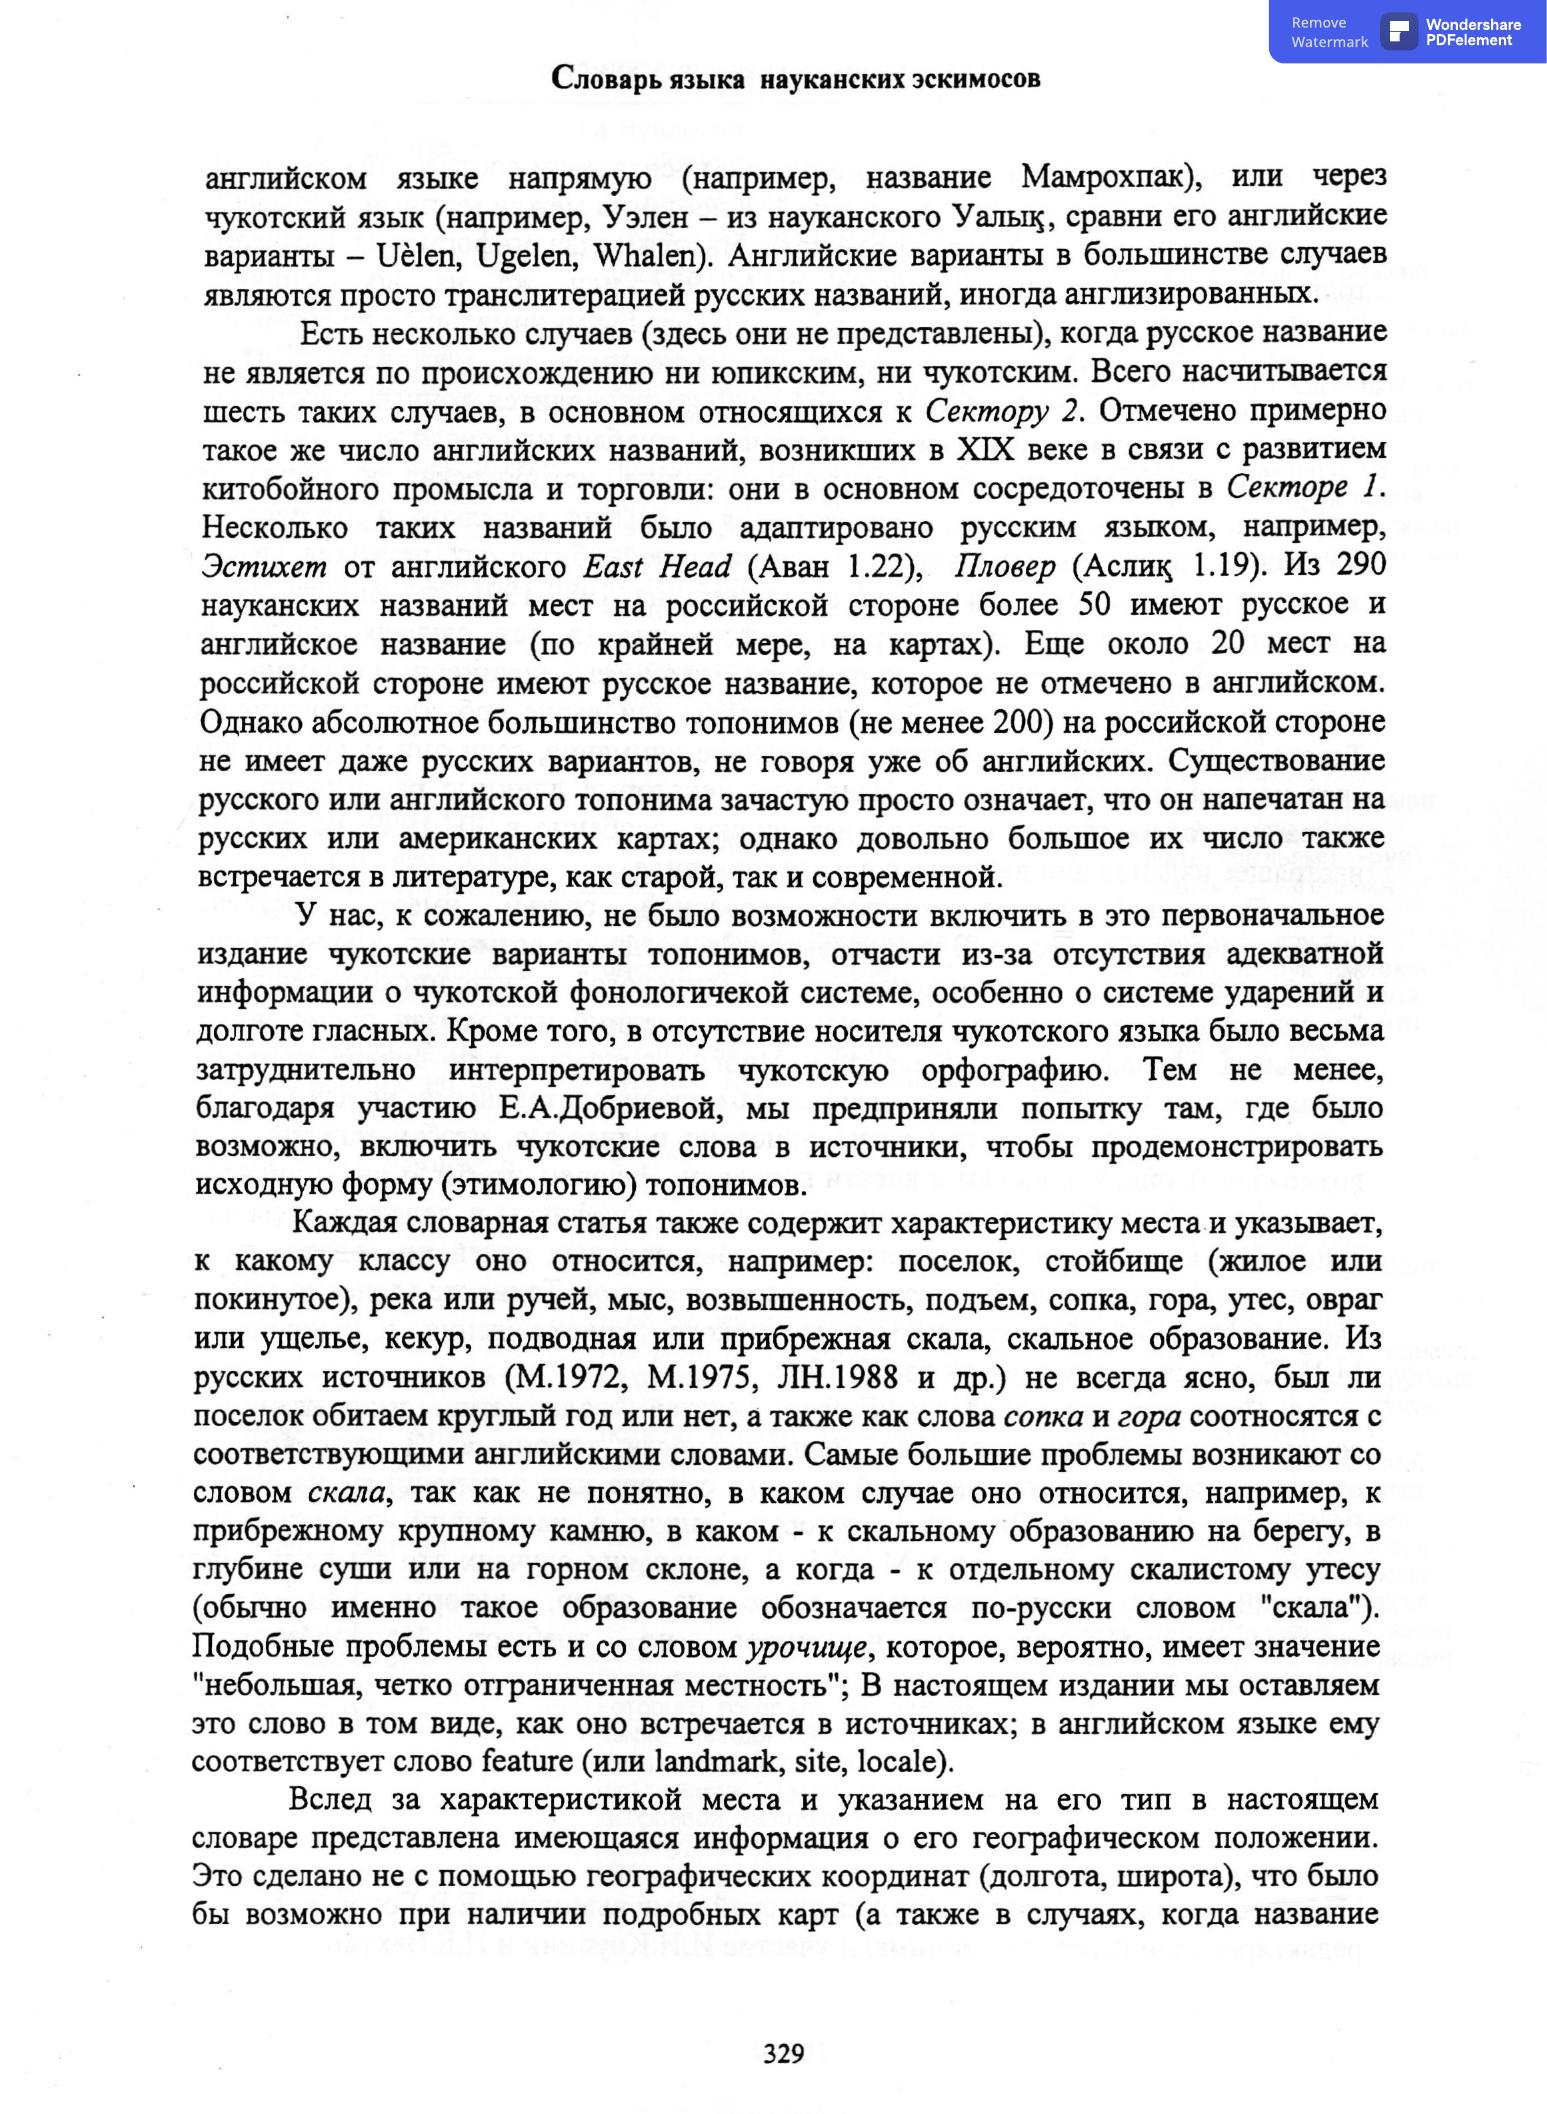 Remove
Watermark
Wondershare
PDFelement
Словарь языка науканских эскимосов
английском языке напрямую (например, название Мамрохпак), или через
чукотский язык (например, Уэлен – из науканского Уалыӄ, сравни его английские
варианты – Uèlen, Ugelen, Whalen). Английские варианты в большинстве случаев
являются просто транслитерацией русских названий, иногда англизированных.
Есть несколько случаев (здесь они не представлены), когда русское название
не является по происхождению ни юпикским, ни чукотским. Всего насчитывается
шесть таких случаев, в основном относящихся к Сектору 2. Отмечено примерно
такое же число английских названий, возникших в XIX веке в связи с развитием
китобойного промысла и торговли: они в основном сосредоточены в Секторе 1.
Несколько таких названий было адаптировано русским языком, например,
Эстихет от английского East Head (Аван 1.22), Пловер (Аслиӄ 1.19). Из 290
науканских названий мест на российской стороне более 50 имеют русское и
английское название (по крайней мере, на картах). Еще около 20 мест на
российской стороне имеют русское название, которое не отмечено в английском.
Однако абсолютное большинство топонимов (не менее 200) на российской стороне
не имеет даже русских вариантов, не говоря уже об английских. Существование
русского или английского топонима зачастую просто означает, что он напечатан на
русских или американских картах; однако довольно большое их число также
встречается в литературе, как старой, так и современной.
У нас, к сожалению, не было возможности включить в это первоначальное
издание чукотские варианты топонимов, отчасти из-за отсутствия адекватной
информации о чукотской фонологичекой системе, особенно о системе ударений и
долготе гласных. Кроме того, в отсутствие носителя чукотского языка было весьма
затруднительно интерпретировать чукотскую орфографию. Тем не менее,
благодаря участию Е.А.Добриевой, мы предприняли попытку там, где было
возможно, включить чукотские слова в источники, чтобы продемонстрировать
исходную форму (этимологию) топонимов.
Каждая словарная статья также содержит характеристику места и указывает,
к какому классу оно относится, например: поселок, стойбище (жилое или
покинутое), река или ручей, мыс, возвышенность, подъем, сопка, гора, утес, овраг
или ущелье, кекур, подводная или прибрежная скала, скальное образование. Из
русских источников (М.1972, М.1975, ЛН.1988 и др.) не всегда ясно, был ли
поселок обитаем круглый год или нет, а также как слова сопка и гора соотносятся с
соответствующими английскими словами. Самые большие проблемы возникают со
словом скала, так как не понятно, в каком случае оно относится, например, к
прибрежному крупному камню, в каком - к скальному образованию на берегу, в
глубине суши или на горном склоне, а когда - к отдельному скалистому утесу
(обычно именно такое образование обозначается по-русски словом "скала").
Подобные проблемы есть и со словом урочище, которое, вероятно, имеет значение
"небольшая, четко отграниченная местность"; В настоящем издании мы оставляем
это слово в том виде, как оно встречается в источниках; в английском языке ему
соответствует слово feature (или landmark, site, locale).
Вслед за характеристикой места и указанием на его тип в настоящем
словаре представлена имеющаяся информация о его географическом положении.
Это сделано не с помощью географических координат (долгота, широта), что было
бы возможно при наличии подробных карт (а также в случаях, когда название
329